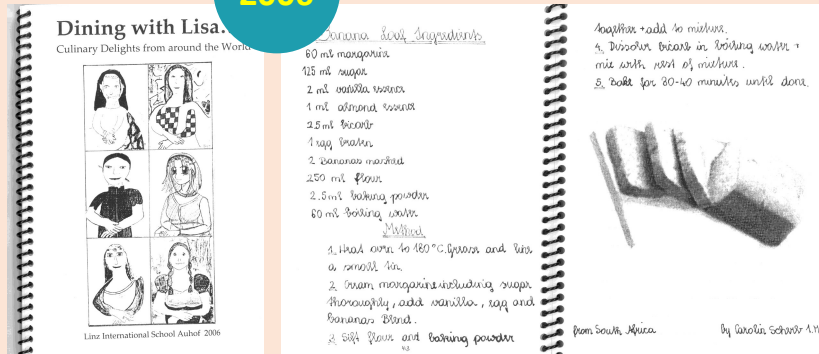 2006
Dining with Lisa...
Culinary Delights from around the World
Linz International School Auhof 2006
Banana Loaf Ingredients
60 ml margarine
125 ml sugar
2 ml vanilla essence
1 ml almond essence
2.5 ml bicarb
1 egg beaten
2 Bananas mashed
250 ml flour
2.5 ml baking powder
60 ml boiling water
Method
1. Heat oven to 180°C. Grease and line
a small tin.
2. Cream margarine including sugar
thoroughly, add vanilla, egg and
bananas. Blend.
3. Sift flour and baking powder
together + add to mixture.
4. Dissolve bicarb in boiling water +
mix with rest of mixture.
5. Bake for 30-40 minuites until done.
from South Africa
by Carolin Scherb 1.M